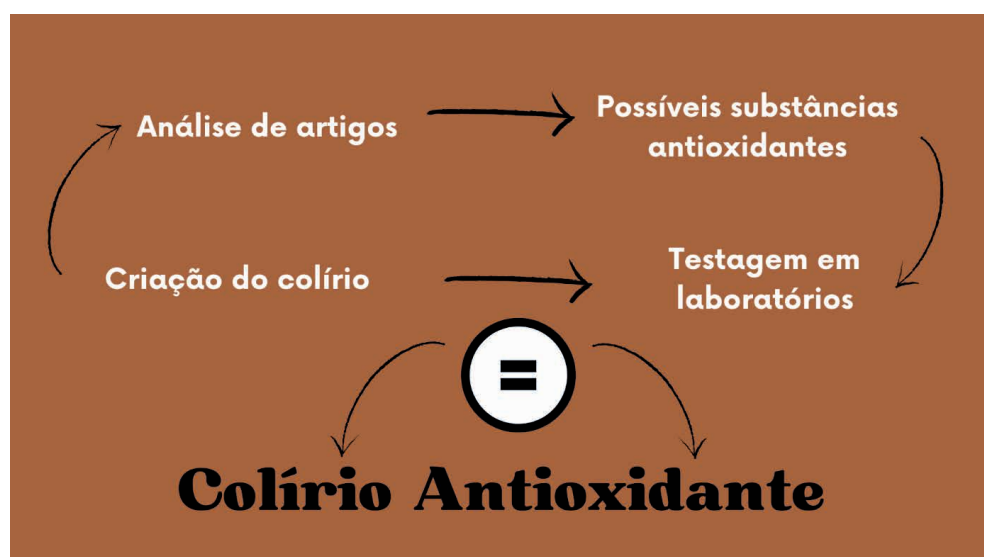 Análise de artigos
Possíveis substâncias
antioxidantes
Criação do colírio
Testagem em
laboratórios
=
Colírio Antioxidante